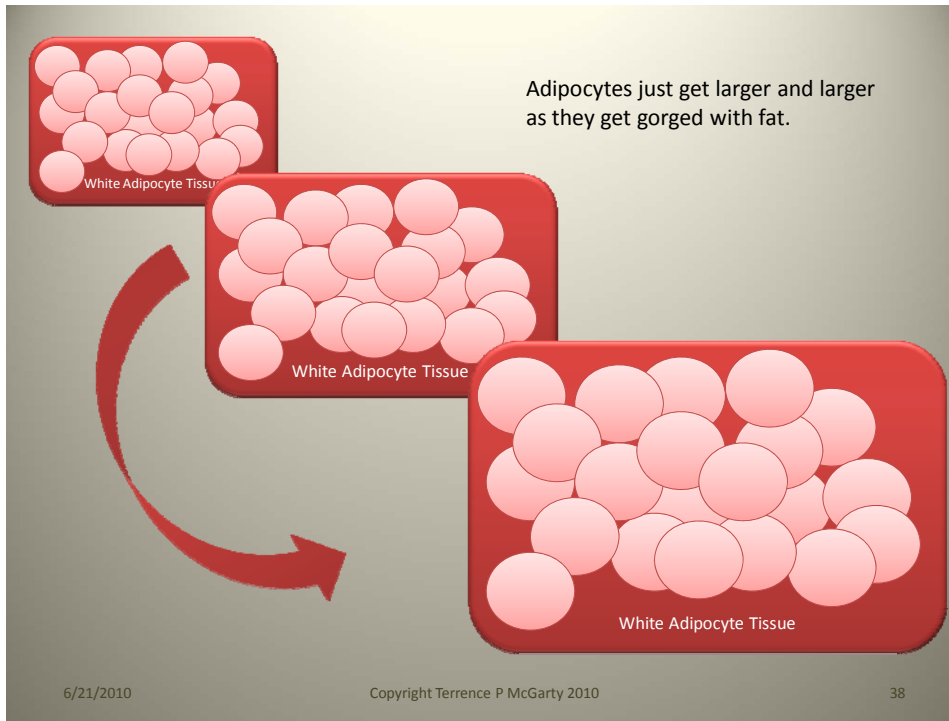 Adipocytes just get larger and larger
as they get gorged with fat.
White Adipocyte Tissue
White Adipocyte Tissue
White Adipocyte Tissue
6/21/2010
Copyright Terrence P McGarty 2010
38